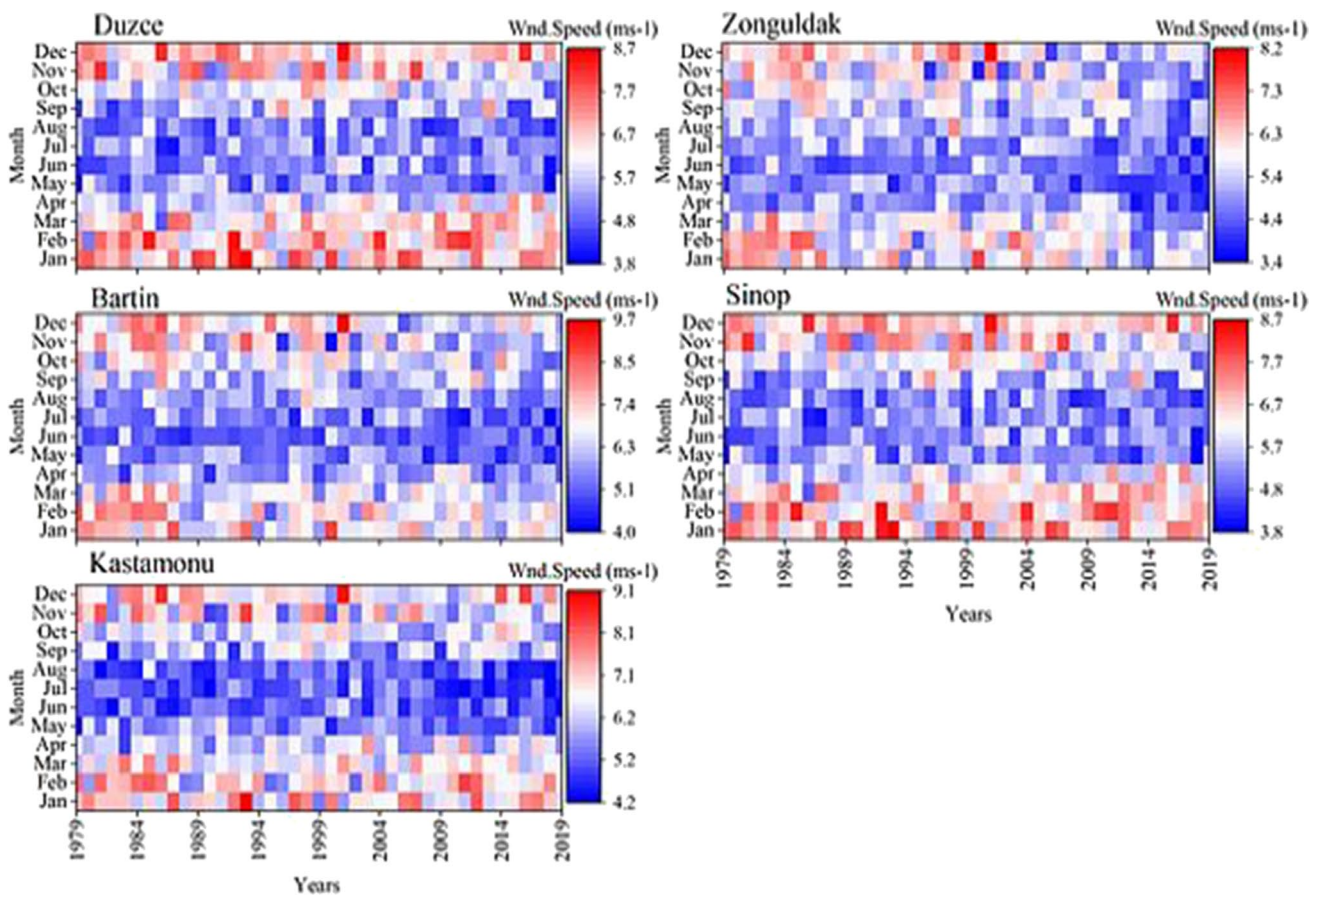 Duzce
Wnd.Speed (ms-1)
Month
Dec
Nov
Oct
Sep
Aug
Jul
Jun
May
Apr
Mar
Feb
Jan
8.7
7.7
6.7
5.7
4.8
3.8
Zonguldak
Wnd.Speed (ms-1)
Month
Dec
Nov
Oct
Sep
Aug
Jul
Jun
May
Apr
Mar
Feb
Jan
8.2
7.3
6.3
5.4
4.4
3.4
Bartin
Wnd.Speed (ms-1)
Month
Dec
Nov
Oct
Sep
Aug
Jul
Jun
May
Apr
Mar
Feb
Jan
9.7
8.5
7.4
6.3
5.1
4.0
Sinop
Wnd.Speed (ms-1)
Month
Dec
Nov
Oct
Sep
Aug
Jul
Jun
May
Apr
Mar
Feb
Jan
8.7
7.7
6.7
5.7
4.8
3.8
1979 1984 1989 1994 1999 2004 2009 2014 2019
Years
Kastamonu
Wnd.Speed (ms-1)
Month
Dec
Nov
Oct
Sep
Aug
Jul
Jun
May
Apr
Mar
Feb
Jan
9.1
8.1
7.1
6.2
5.2
4.2
1979 1984 1989 1994 1999 2004 2009 2014 2019
Years